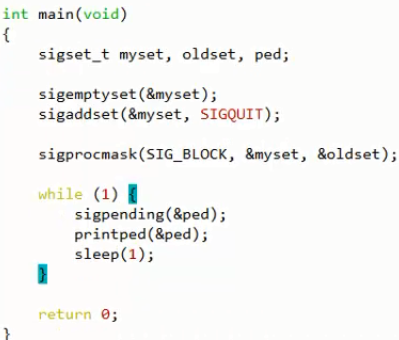 int main(void)
{
    sigset_t myset, oldset, ped;

    sigemptyset(&myset);
    sigaddset(&myset, SIGQUIT);

    sigprocmask(SIG_BLOCK, &myset, &oldset);

    while (1) {
        sigpending(&ped);
        printped(&ped);
        sleep(1);
    }

    return 0;
}